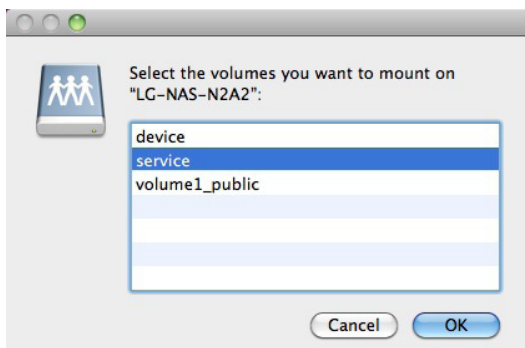 Select the volumes you want to mount on
"LG-NAS-N2A2":
device
service
volume1_public
Cancel
OK